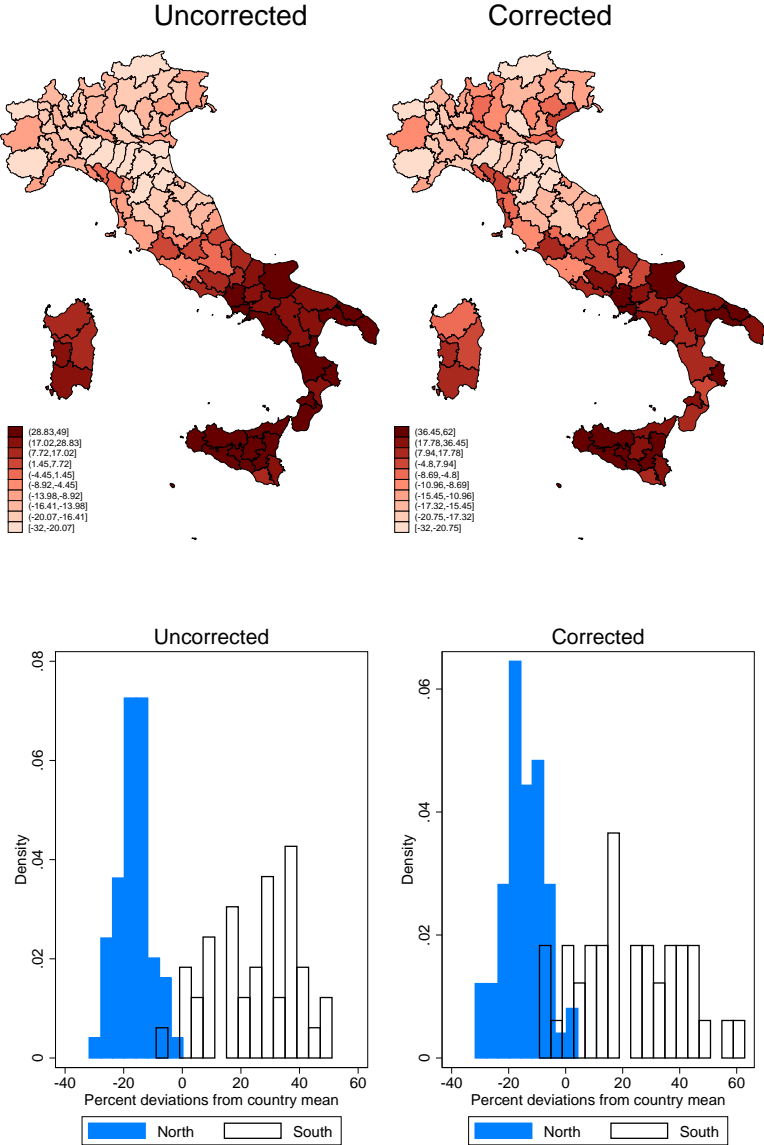 Uncorrected
Corrected
(28.83,49]
(17.02,28.83]
(7.72,17.02]
(1.45,7.72]
(-4.45,1.45]
(-8.92,-4.45]
(-13.98,-8.92]
(-16.41,-13.98]
(-20.07,-16.41]
[-32,-20.07]
(36.45,62]
(17.78,36.45]
(7.94,17.78]
(-4.8,7.94]
(-8.69,-4.8]
(-10.96,-8.69]
(-15.45,-10.96]
(-17.32,-15.45]
(-20.75,-17.32]
[-32,-20.75]
Uncorrected
Density
.08
.06
.04
.02
0
-40 -20 0 20 40 60
Percent deviations from country mean
North South
Corrected
Density
.06
.04
.02
0
-40 -20 0 20 40 60
Percent deviations from country mean
North South